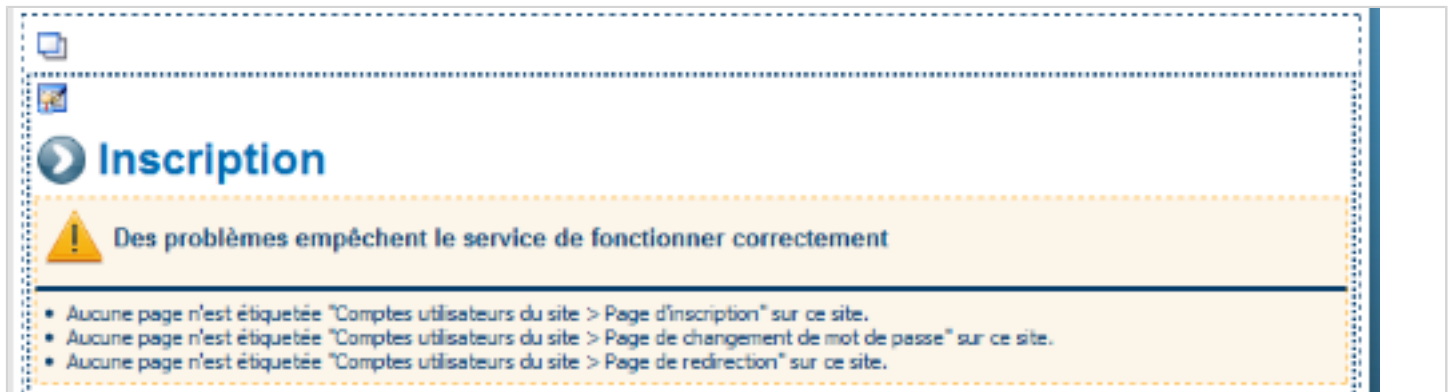 Inscription
Des problèmes empêchent le service de fonctionner correctement
Aucune page n'est étiquetée "Comptes utilisateurs du site > Page d'inscription" sur ce site.
Aucune page n'est étiquetée "Comptes utilisateurs du site > Page de changement de mot de passe" sur ce site.
Aucune page n'est étiquetée "Comptes utilisateurs du site > Page de redirection" sur ce site.